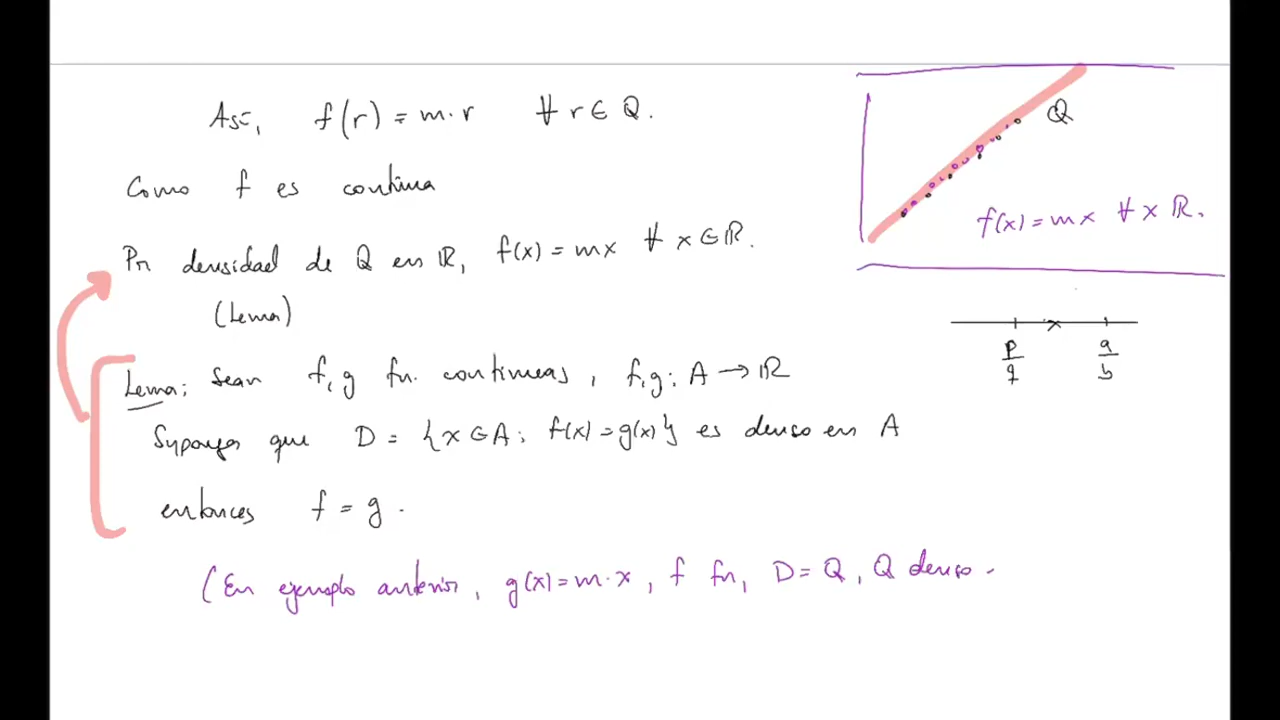 Así, f(r) = m·r ∀ r ∈ Q.
Como f es continua
Por densidad de Q en ℝ, f(x) = mx ∀ x ∈ ℝ.
(Lema)
Lema: Sean f, g fn. continuas, f, g: A → ℝ
Supongo que D = {x ∈ A: f(x) = g(x)} es denso en A
entonces f = g.
(En ejemplo anterior, g(x) = m·x, f fn, D = Q, Q denso.
Q
f(x) = mx ∀ x ℝ.
p/q x a/b